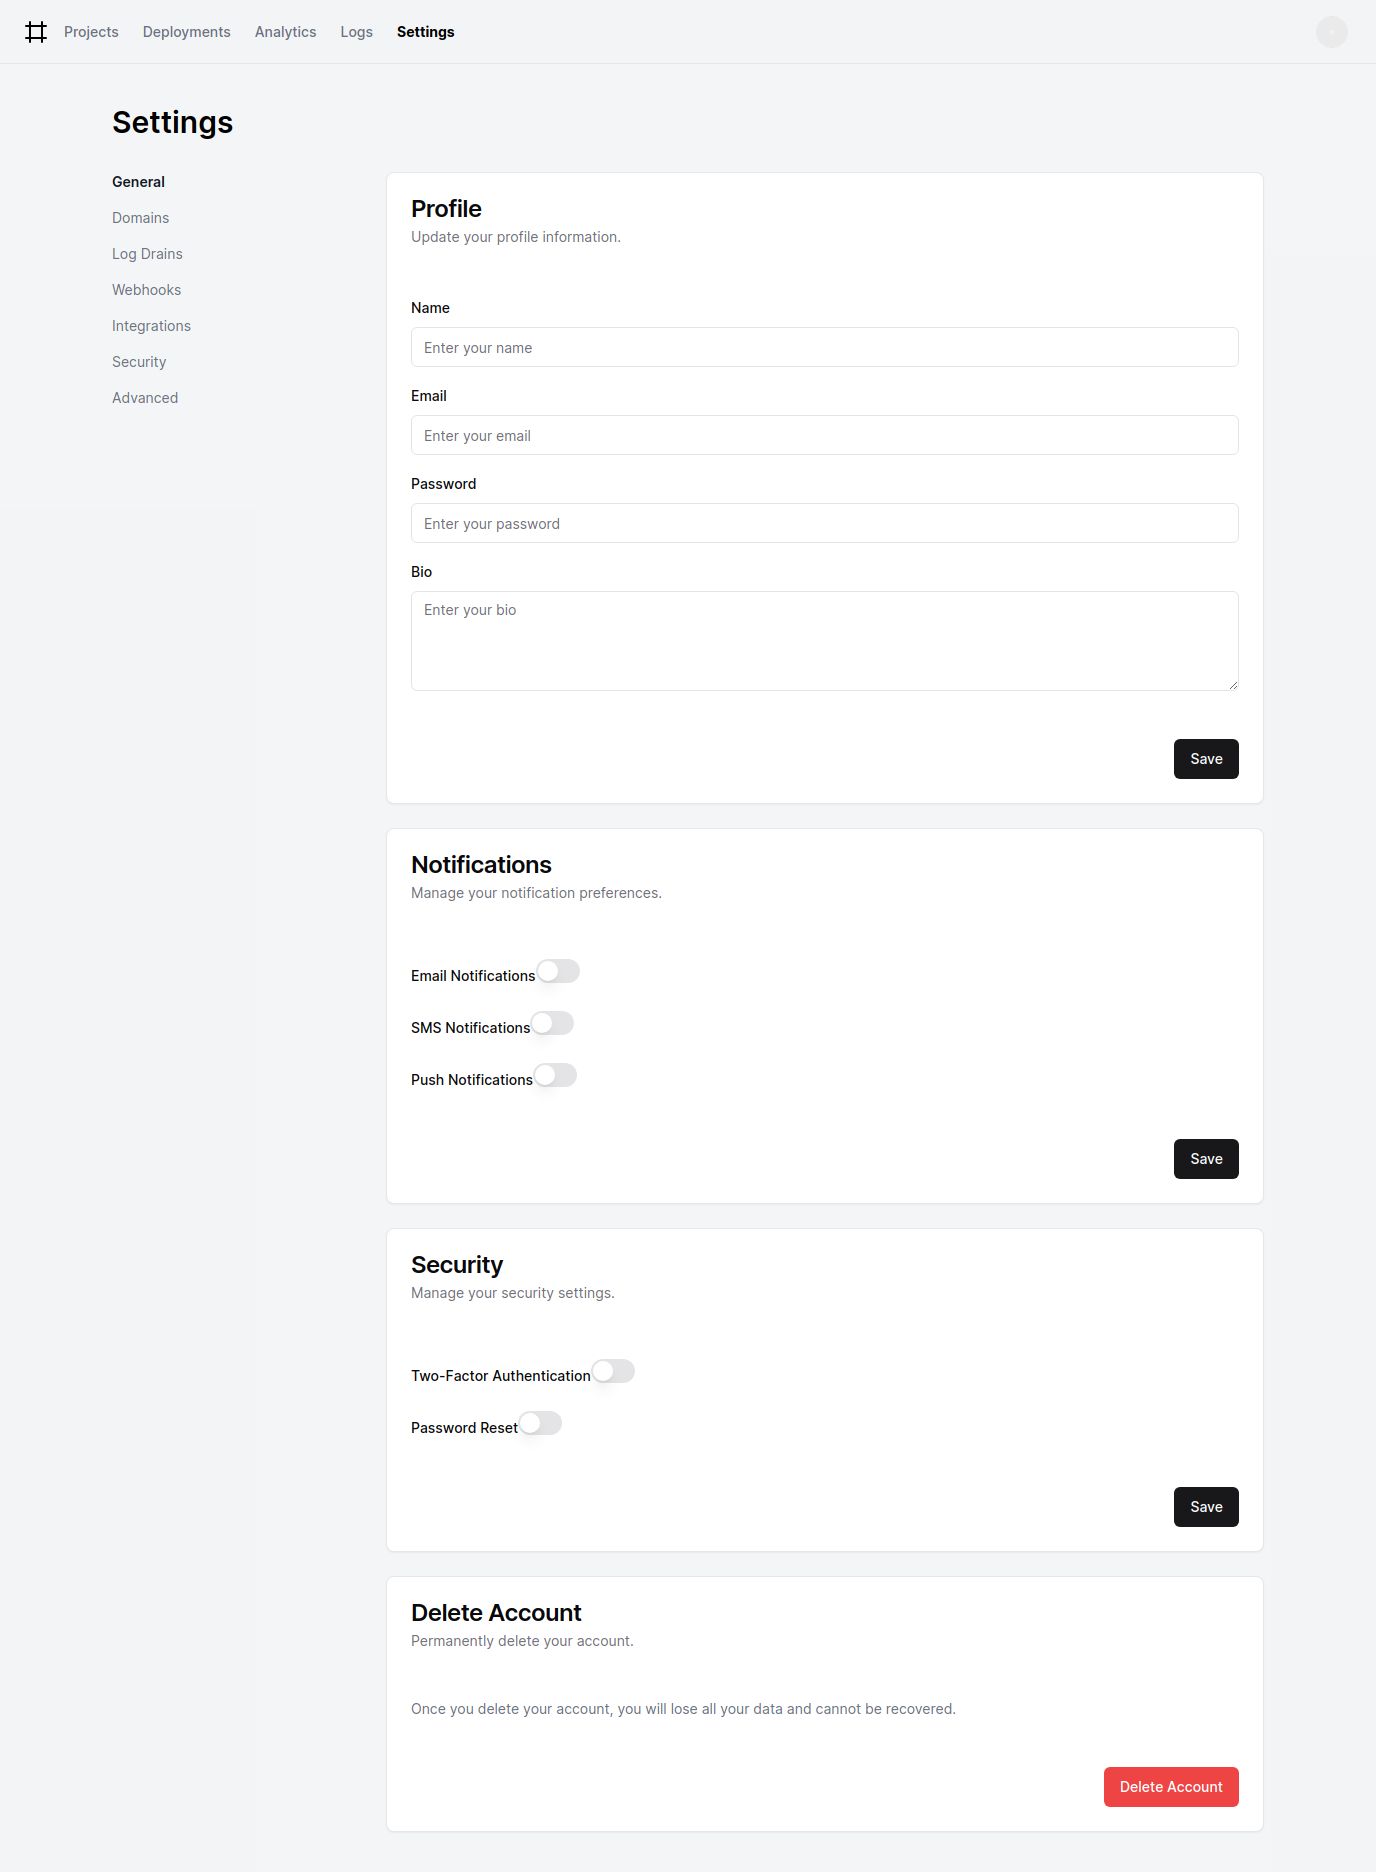 Projects Deployments Analytics Logs Settings
Settings
General
Domains
Log Drains
Webhooks
Integrations
Security
Advanced
Profile
Update your profile information.
Name
Enter your name
Email
Enter your email
Password
Enter your password
Bio
Enter your bio
Save
Notifications
Manage your notification preferences.
Email Notifications
SMS Notifications
Push Notifications
Save
Security
Manage your security settings.
Two-Factor Authentication
Password Reset
Save
Delete Account
Permanently delete your account.
Once you delete your account, you will lose all your data and cannot be recovered.
Delete Account